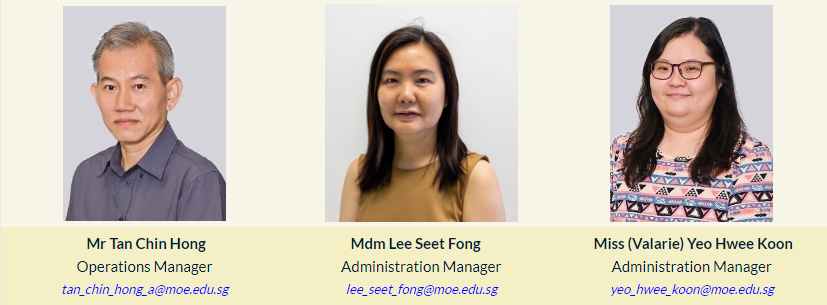 Mr Tan Chin Hong
Operations Manager
tan_chin_hong_a@moe.edu.sg
Mdm Lee Seet Fong
Administration Manager
lee_seet_fong@moe.edu.sg
Miss (Valarie) Yeo Hwee Koon
Administration Manager
yeo_hwee_koon@moe.edu.sg